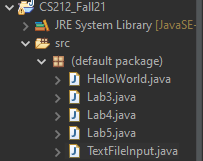 CS212_Fall21
JRE System Library [JavaSE-
src
(default package)
HelloWorld.java
Lab3.java
Lab4.java
Lab5.java
TextFileInput.java